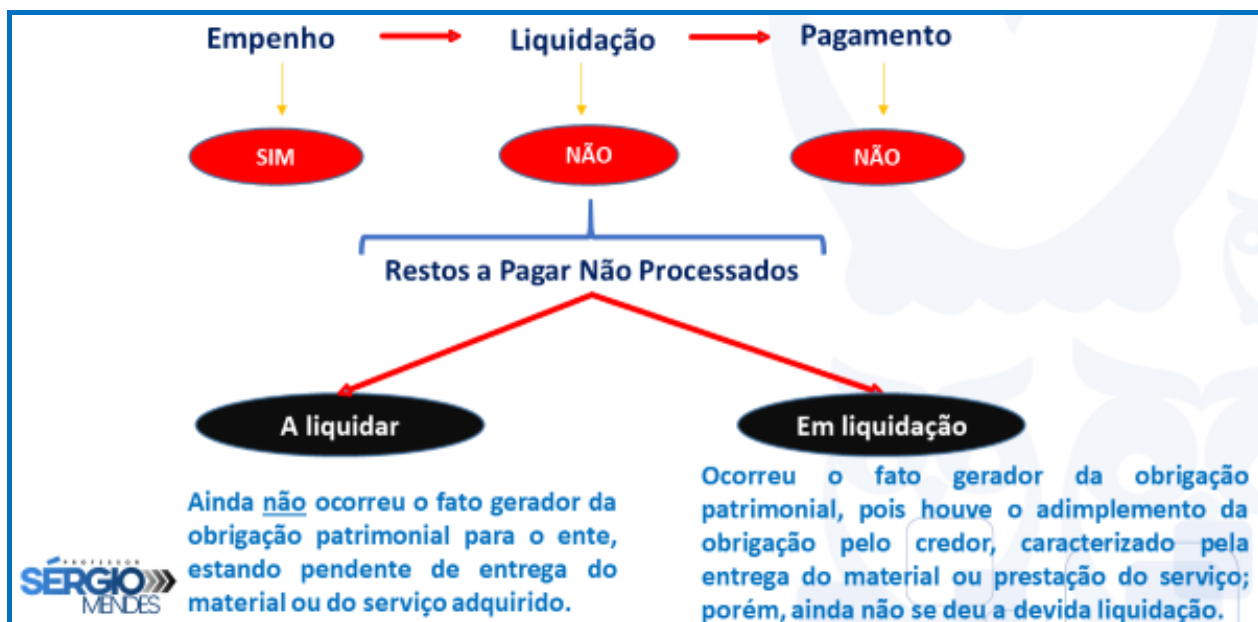 Empenho Liquidação Pagamento
SIM NÃO NÃO
Restos a Pagar Não Processados
A liquidar
Ainda não ocorreu o fato gerador da
obrigação patrimonial para o ente,
estando pendente de entrega do
material ou do serviço adquirido.
Em liquidação
Ocorreu o fato gerador da obrigação
patrimonial, pois houve o adimplemento da
obrigação pelo credor, caracterizado pela
entrega do material ou prestação do serviço;
porém, ainda não se deu a devida liquidação.
PROFESSOR
SÉRGIO
MENDES